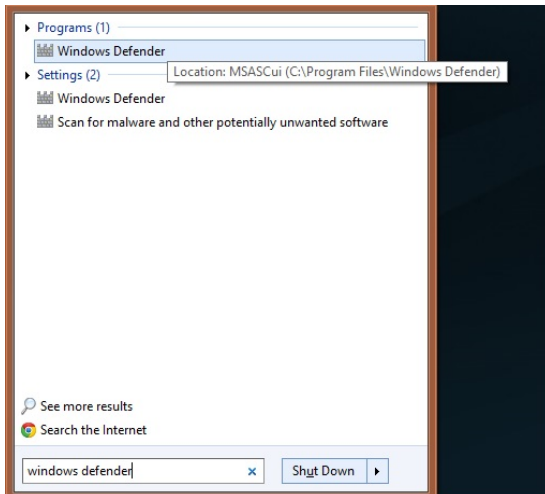 Programs (1)
Windows Defender
Settings (2)
Location: MSASCui (C:\Program Files\Windows Defender)
Windows Defender
Scan for malware and other potentially unwanted software
See more results
Search the Internet
windows defender
Shut Down